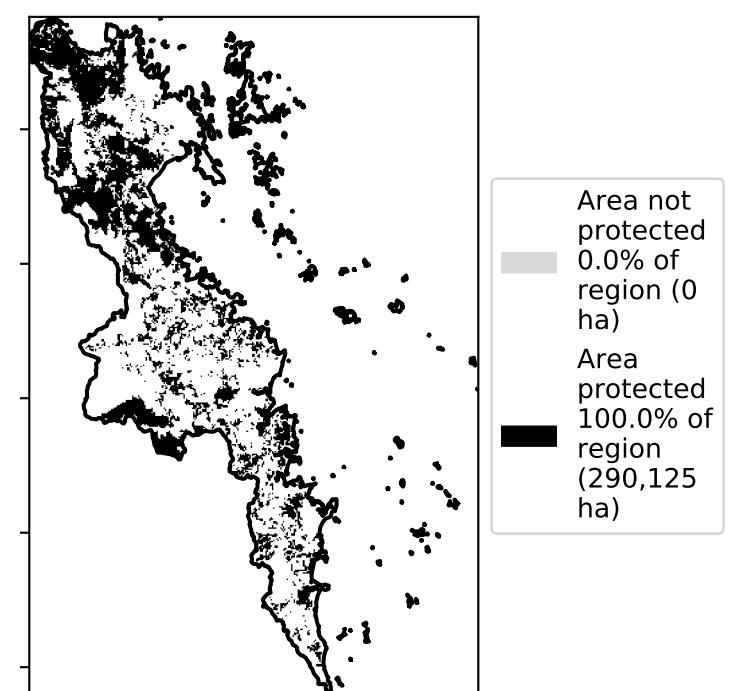 Area not
protected
0.0% of
region (0
ha)
Area
protected
100.0% of
region
(290,125
ha)